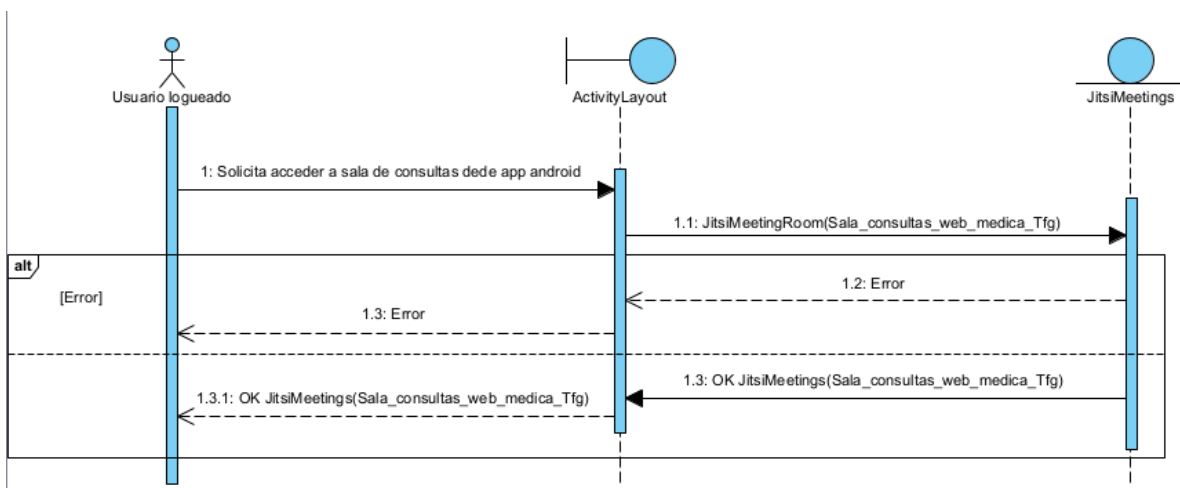 Usuario logueado
ActivityLayout
JitsiMeetings
1: Solicita acceder a sala de consultas dede app android
1.1: JitsiMeetingRoom(Sala_consultas_web_medica_Tfg)
alt
[Error]
1.2: Error
1.3: Error
1.3: OK JitsiMeetings(Sala_consultas_web_medica_Tfg)
1.3.1: OK JitsiMeetings(Sala_consultas_web_medica_Tfg)